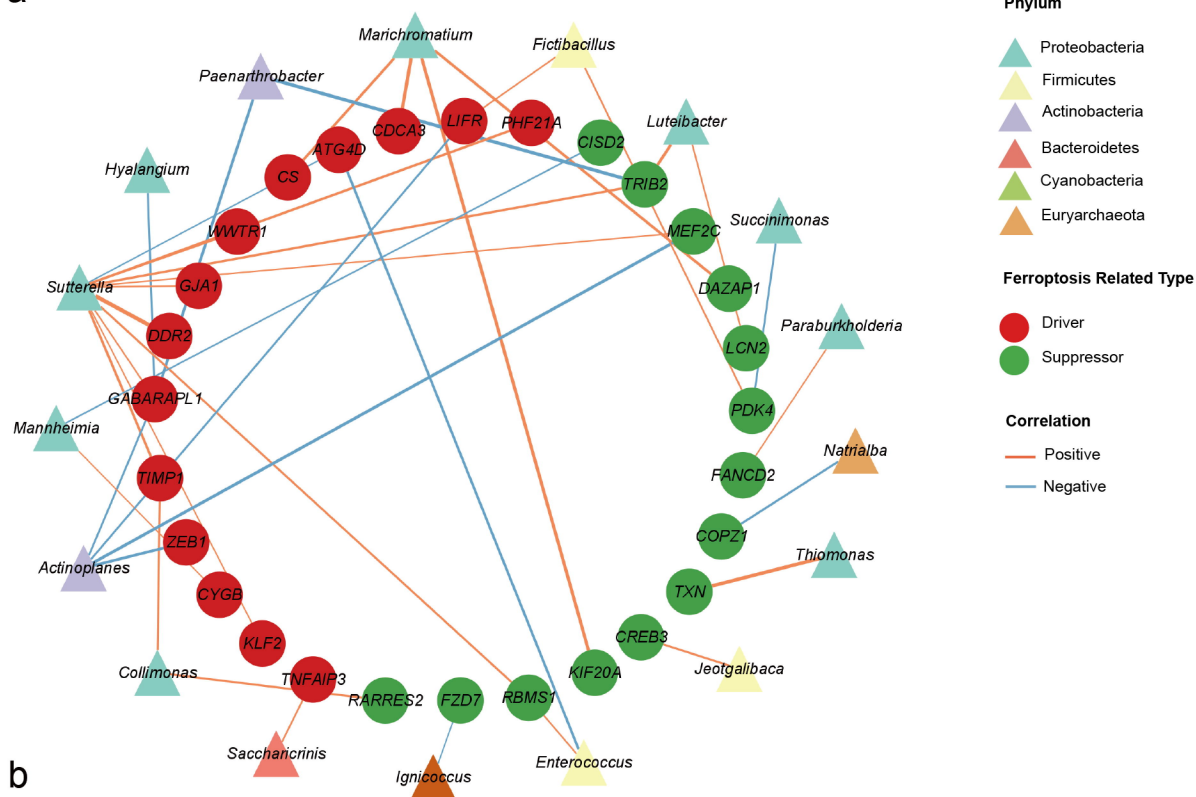 Phylum
Marichromatium
Fictibacillus
Proteobacteria
Paenarthrobacter
Firmicutes
Actinobacteria
LIFR
PHF21A
Luteibacter
CDCA3
CISD2
Bacteroidetes
ATG4D
Hyalangium
CS
TRIB2
Cyanobacteria
Euryarchaeota
Succinimonas
WWTR1
MEF2C
Ferroptosis Related Type
Sutterella
GJA1
DAZAP1
Driver
Paraburkholderia
DDR2
LCN2
Suppressor
GABARAPL1
PDK4
Mannheimia
Correlation
Natrialba
Positive
TIMP1
FANCD2
Negative
ZEB1
COPZ1
Thiomonas
Actinoplanes
CYGB
TXN
KLF2
CREB3
Collimonas
TNFAIP3
KIF20A
Jeotgalibaca
RARRES2
FZD7
RBMS1
Saccharicrinis
Enterococcus
Ignicoccus
b